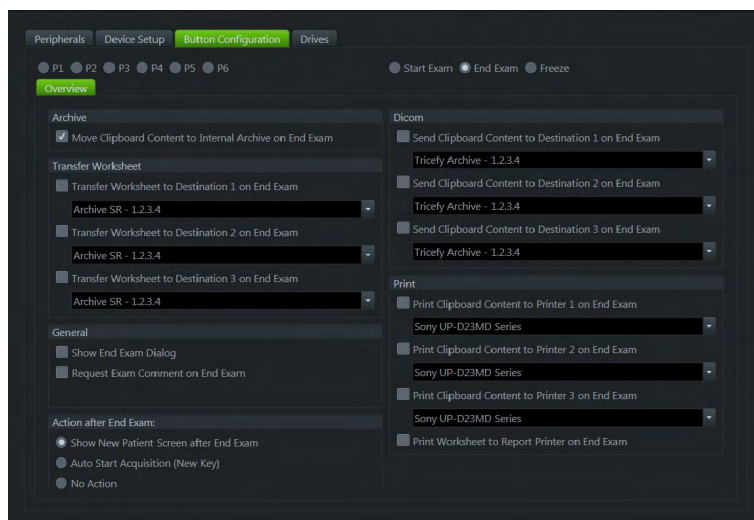 Peripherals Device Setup Button Configuration Drives
P1 P2 P3 P4 P5 P6 Start Exam End Exam Freeze
Overview
Archive
Move Clipboard Content to Internal Archive on End Exam
Transfer Worksheet
Transfer Worksheet to Destination 1 on End Exam
Archive SR - 1.2.3.4
Transfer Worksheet to Destination 2 on End Exam
Archive SR - 1.2.3.4
Transfer Worksheet to Destination 3 on End Exam
Archive SR - 1.2.3.4
General
Show End Exam Dialog
Request Exam Comment on End Exam
Action after End Exam:
Show New Patient Screen after End Exam
Auto Start Acquisition (New Key)
No Action
Dicom
Send Clipboard Content to Destination 1 on End Exam
Tricefy Archive - 1.2.3.4
Send Clipboard Content to Destination 2 on End Exam
Tricefy Archive - 1.2.3.4
Send Clipboard Content to Destination 3 on End Exam
Tricefy Archive - 1.2.3.4
Print
Print Clipboard Content to Printer 1 on End Exam
Sony UP-D23MD Series
Print Clipboard Content to Printer 2 on End Exam
Sony UP-D23MD Series
Print Clipboard Content to Printer 3 on End Exam
Sony UP-D23MD Series
Print Worksheet to Report Printer on End Exam